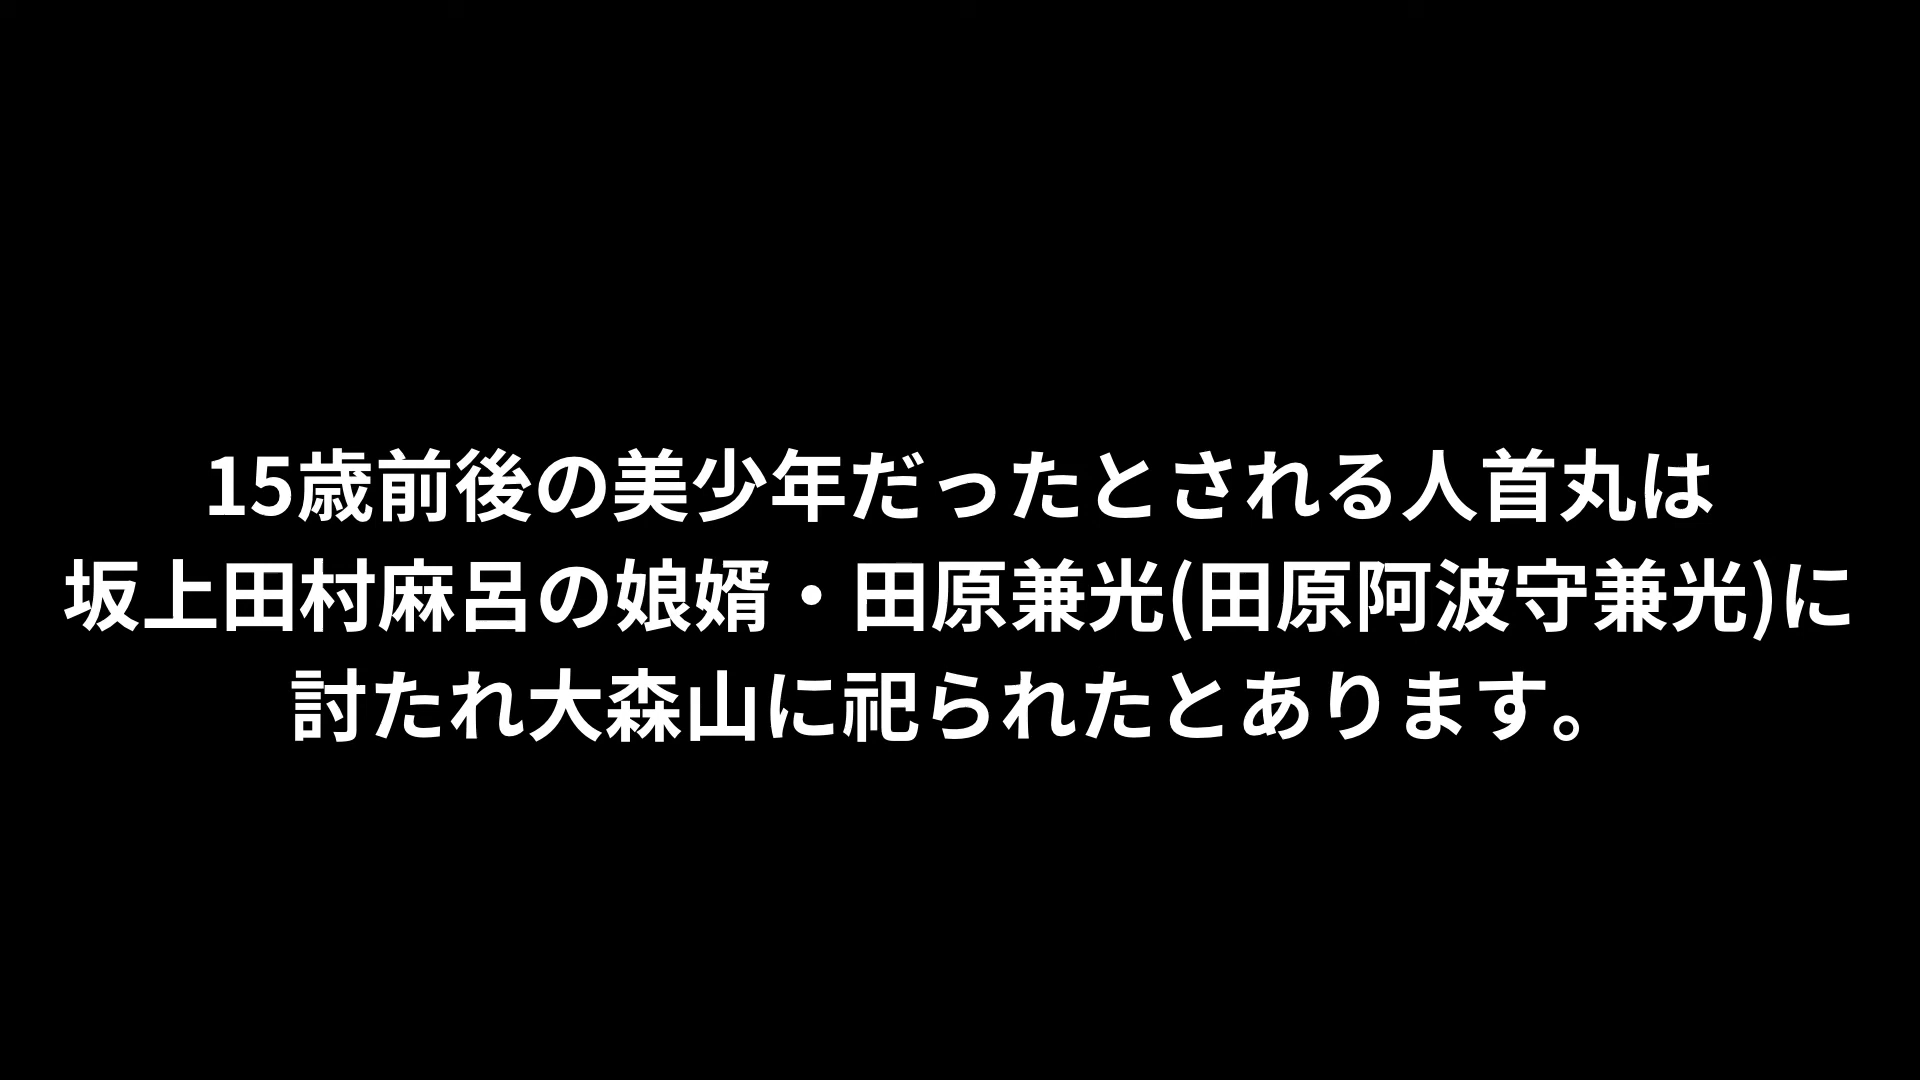 15歳前後の美少年だったとされる人首丸は
坂上田村麻呂の娘婿・田原兼光(田原阿波守兼光)に
討たれ大森山に祀られたとあります。